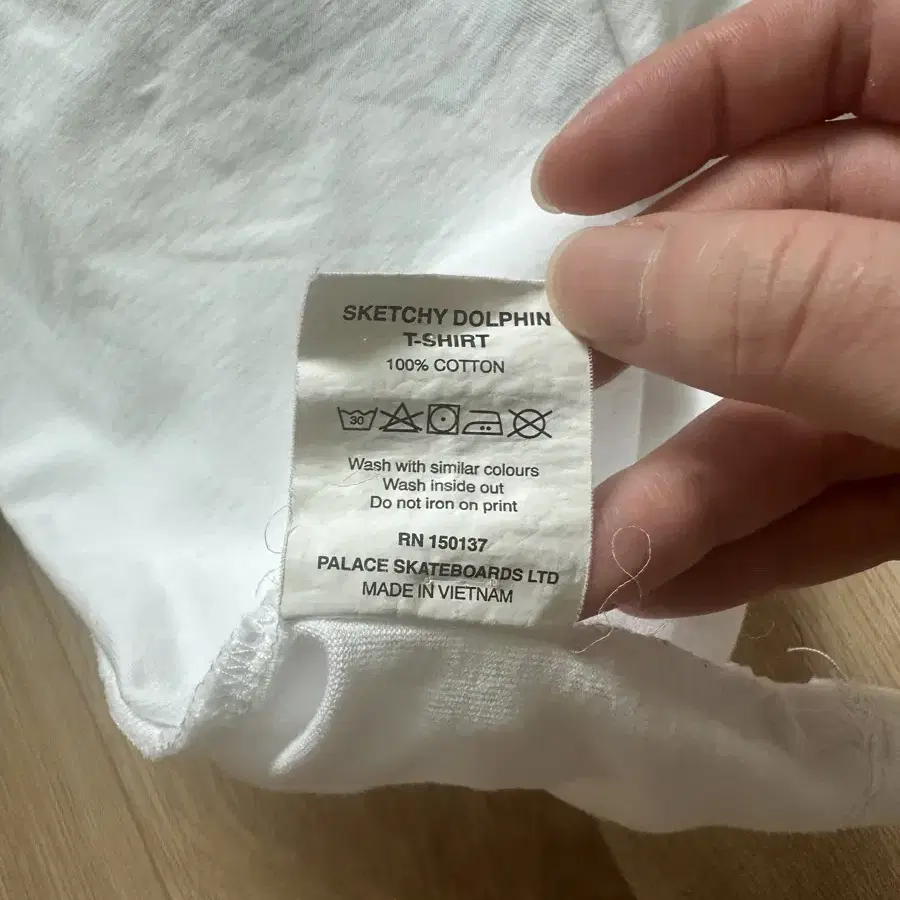 SKETCHY DOLPHIN
T-SHIRT
100% COTTON
30
Wash with similar colours
Wash inside out
Do not iron on print
RN 150137
PALACE SKATEBOARDS LTD
MADE IN VIETNAM